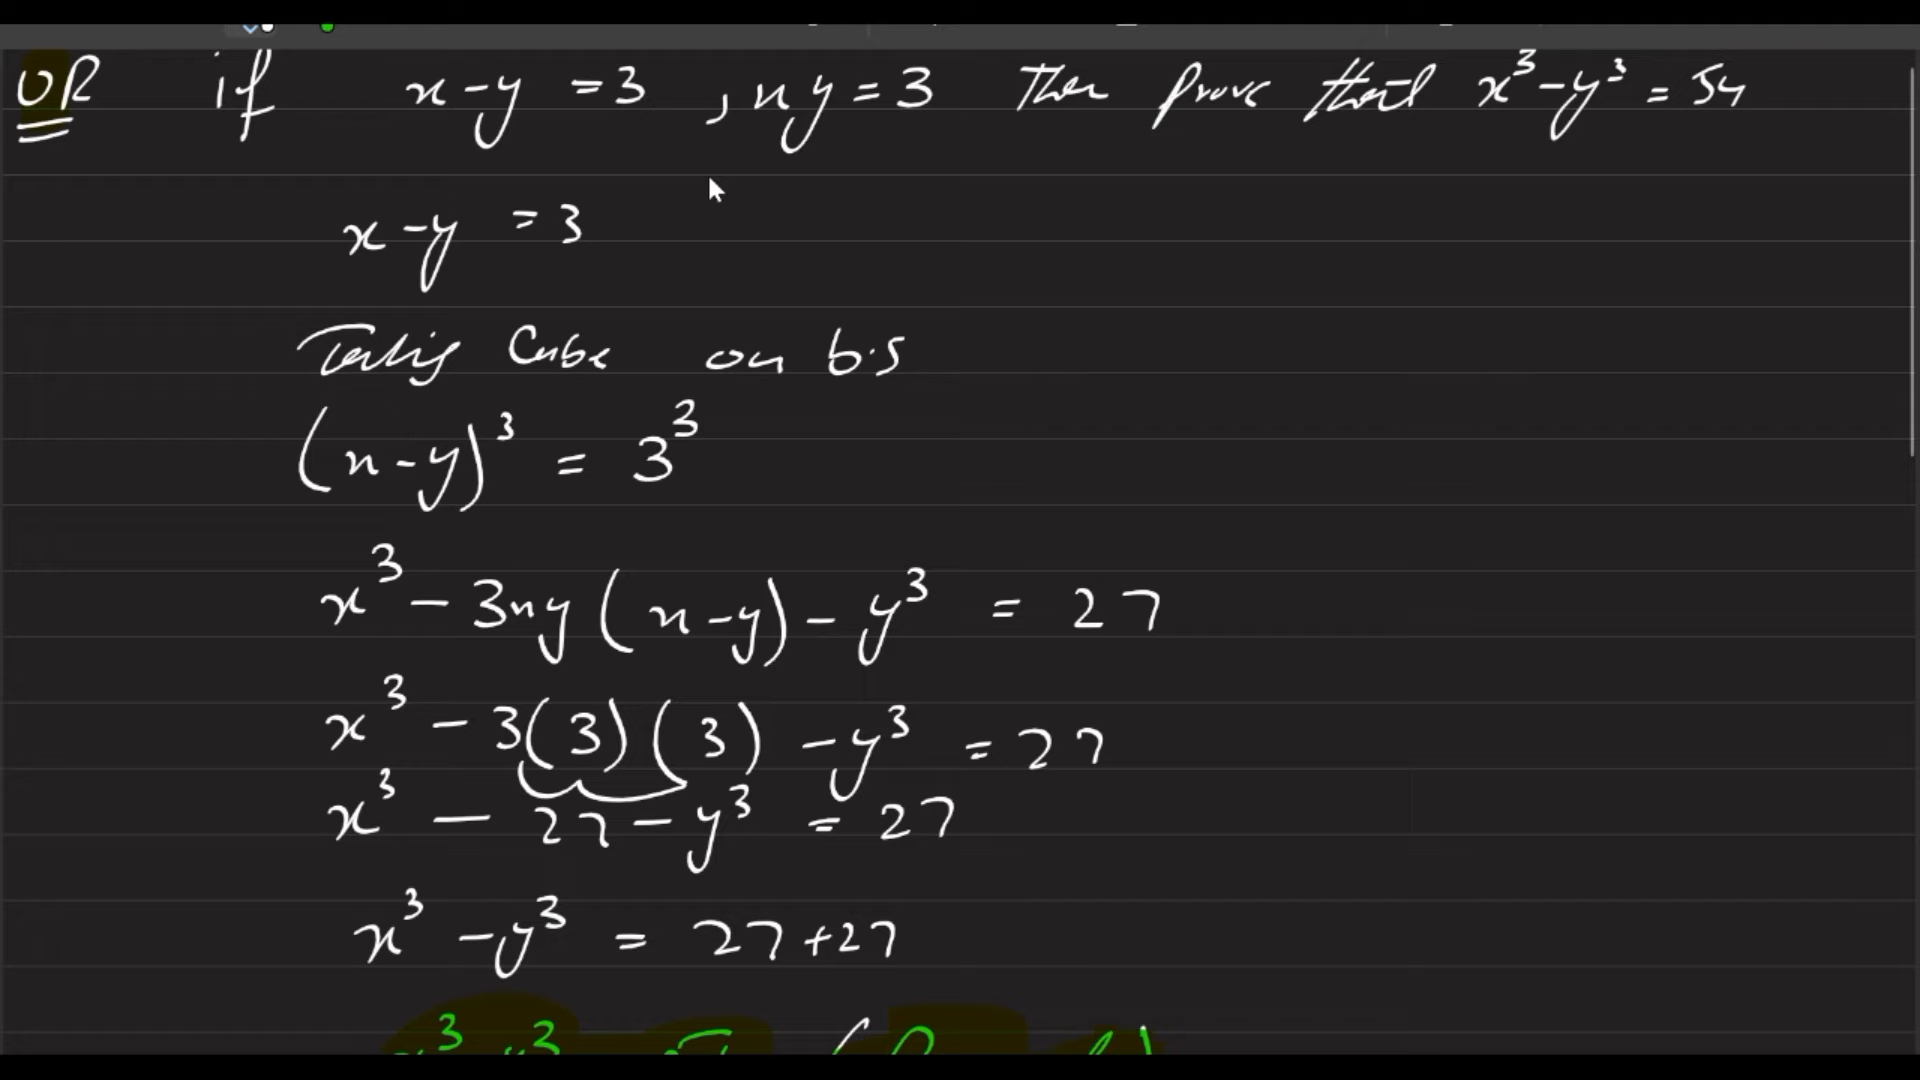 OR if x-y = 3 , xy = 3 Then Prove that x³-y³ = 54
x-y = 3
Taking Cube on b.s
(x-y)³ = 3³
x³ - 3xy(x-y) - y³ = 27
x³ - 3(3)(3) - y³ = 27
x³ - 27 - y³ = 27
x³ - y³ = 27+27